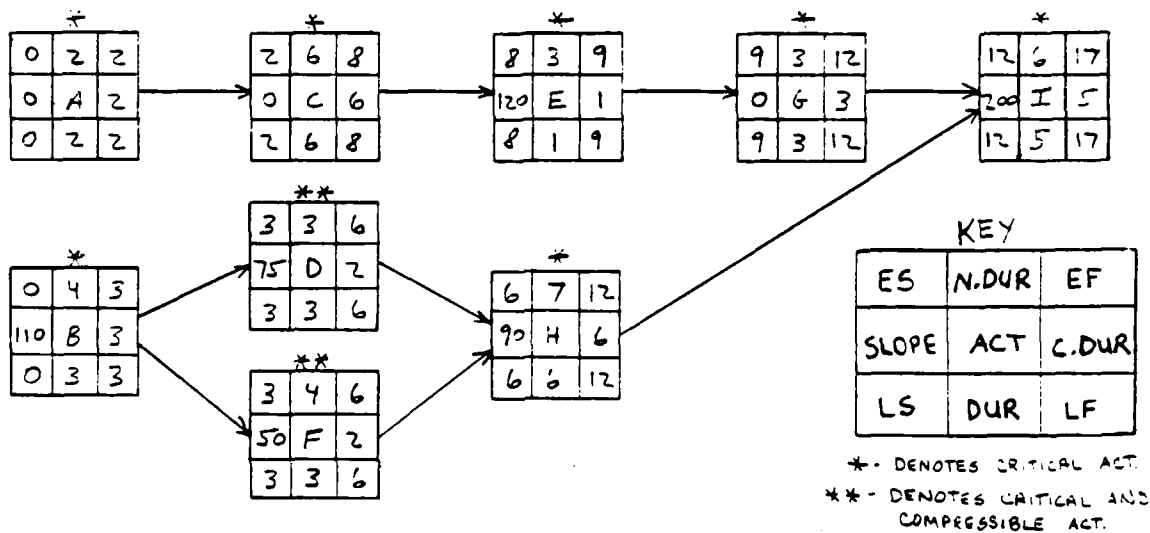 *
0 2 2
0 A 2
0 2 2
*
2 6 8
0 C 6
2 6 8
*
8 3 9
120 E 1
8 1 9
*
9 3 12
0 G 3
9 3 12
*
12 6 17
200 I 5
12 5 17
*
0 4 3
110 B 3
0 3 3
**
3 3 6
75 D 2
3 3 6
**
3 4 6
50 F 2
3 3 6
*
6 7 12
90 H 6
6 6 12
KEY
ES N.DUR EF
SLOPE ACT C.DUR
LS DUR LF
* - DENOTES CRITICAL ACT.
** - DENOTES CRITICAL AND
COMPRESSIBLE ACT.